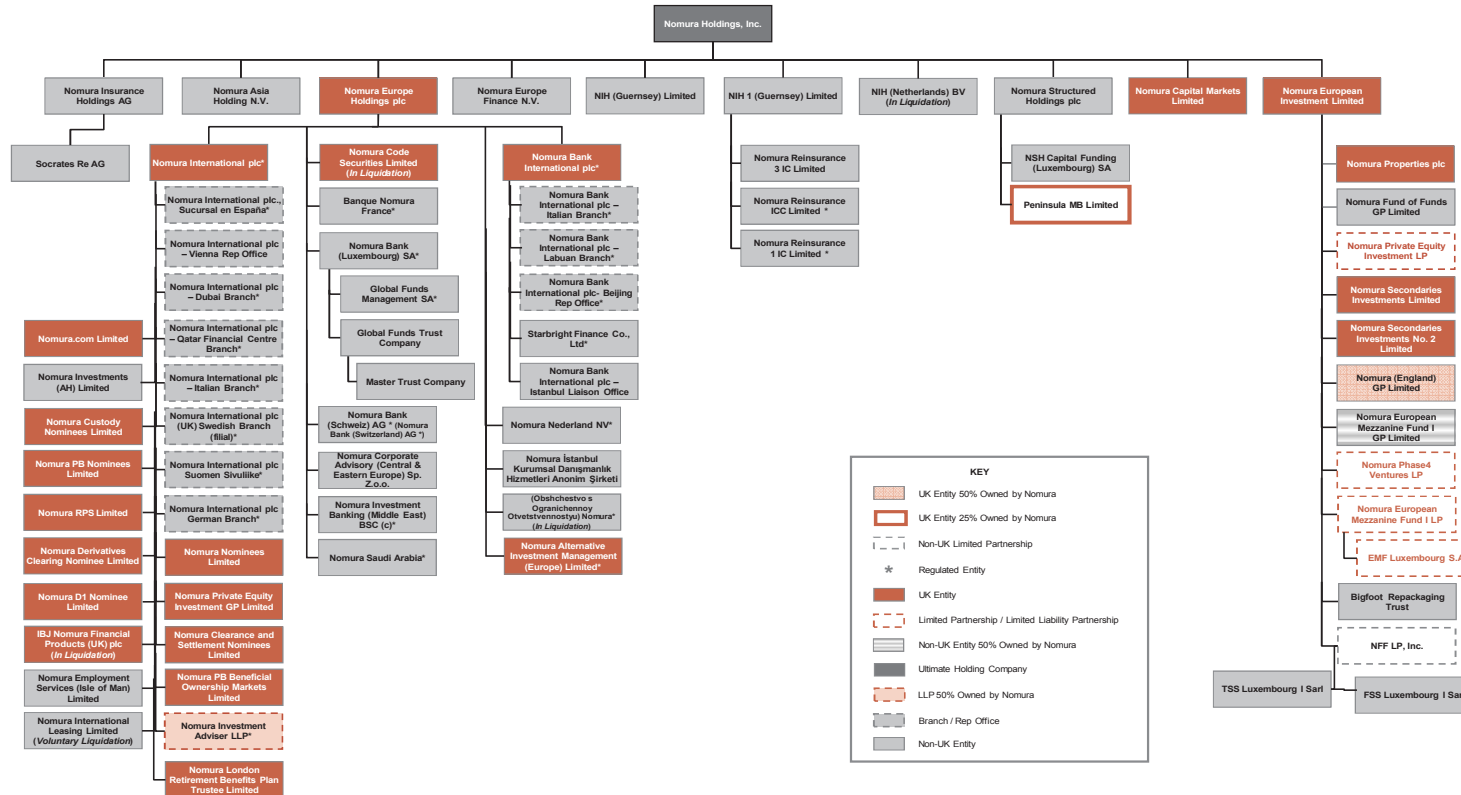 Nomura Holdings, Inc.
Nomura Insurance
Holdings AG
Nomura Asia
Holding N.V.
Nomura Europe
Holdings plc
Nomura Europe
Finance N.V.
NIH (Guernsey) Limited
NIH 1 (Guernsey) Limited
NIH (Netherlands) BV
(In Liquidation)
Nomura Structured
Holdings plc
Nomura Capital Markets
Limited
Nomura European
Investment Limited
Socrates Re AG
Nomura International plc*
Nomura International plc.,
Sucursal en España*
Nomura International plc
– Vienna Rep Office
Nomura International plc
– Dubai Branch*
Nomura International plc
– Qatar Financial Centre
Branch*
Nomura International plc
– Italian Branch*
Nomura International plc
(UK) Swedish Branch
(filial)*
Nomura International plc
Suomen Sivuliike*
Nomura International plc
German Branch*
Nomura Nominees
Limited
Nomura Private Equity
Investment GP Limited
Nomura Clearance and
Settlement Nominees
Limited
Nomura PB Beneficial
Ownership Markets
Limited
Nomura Investment
Adviser LLP*
Nomura London
Retirement Benefits Plan
Trustee Limited
Nomura.com Limited
Nomura Investments
(AH) Limited
Nomura Custody
Nominees Limited
Nomura PB Nominees
Limited
Nomura RPS Limited
Nomura Derivatives
Clearing Nominee Limited
Nomura D1 Nominee
Limited
IBJ Nomura Financial
Products (UK) plc
(In Liquidation)
Nomura Employment
Services (Isle of Man)
Limited
Nomura International
Leasing Limited
(Voluntary Liquidation)
Nomura Code
Securities Limited
(In Liquidation)
Banque Nomura
France*
Nomura Bank
(Luxembourg) SA*
Global Funds
Management SA*
Global Funds Trust
Company
Master Trust Company
Nomura Bank
(Schweiz) AG * (Nomura
Bank (Switzerland) AG *)
Nomura Corporate
Advisory (Central &
Eastern Europe) Sp.
Z.o.o.
Nomura Investment
Banking (Middle East)
BSC (c)*
Nomura Saudi Arabia*
Nomura Bank
International plc*
Nomura Bank
International plc –
Italian Branch*
Nomura Bank
International plc –
Labuan Branch*
Nomura Bank
International plc- Beijing
Rep Office*
Starbright Finance Co.,
Ltd*
Nomura Bank
International plc –
Istanbul Liaison Office
Nomura Nederland NV*
Nomura İstanbul
Kurumsal Danışmanlık
Hizmetleri Anonim Şirketi
(Obshchestvo s
Ogranichennoy
Otvetstvennostyu) Nomura*
(In Liquidation)
Nomura Alternative
Investment Management
(Europe) Limited*
Nomura Reinsurance
3 IC Limited
Nomura Reinsurance
ICC Limited *
Nomura Reinsurance
1 IC Limited *
NSH Capital Funding
(Luxembourg) SA
Peninsula MB Limited
Nomura Properties plc
Nomura Fund of Funds
GP Limited
Nomura Private Equity
Investment LP
Nomura Secondaries
Investments Limited
Nomura Secondaries
Investments No. 2
Limited
Nomura (England)
GP Limited
Nomura European
Mezzanine Fund I
GP Limited
Nomura Phase4
Ventures LP
Nomura European
Mezzanine Fund I LP
EMF Luxembourg S.A
Bigfoot Repackaging
Trust
NFF LP, Inc.
TSS Luxembourg I Sarl
FSS Luxembourg I Sarl
KEY
UK Entity 50% Owned by Nomura
UK Entity 25% Owned by Nomura
Non-UK Limited Partnership
* Regulated Entity
UK Entity
Limited Partnership / Limited Liability Partnership
Non-UK Entity 50% Owned by Nomura
Ultimate Holding Company
LLP 50% Owned by Nomura
Branch / Rep Office
Non-UK Entity